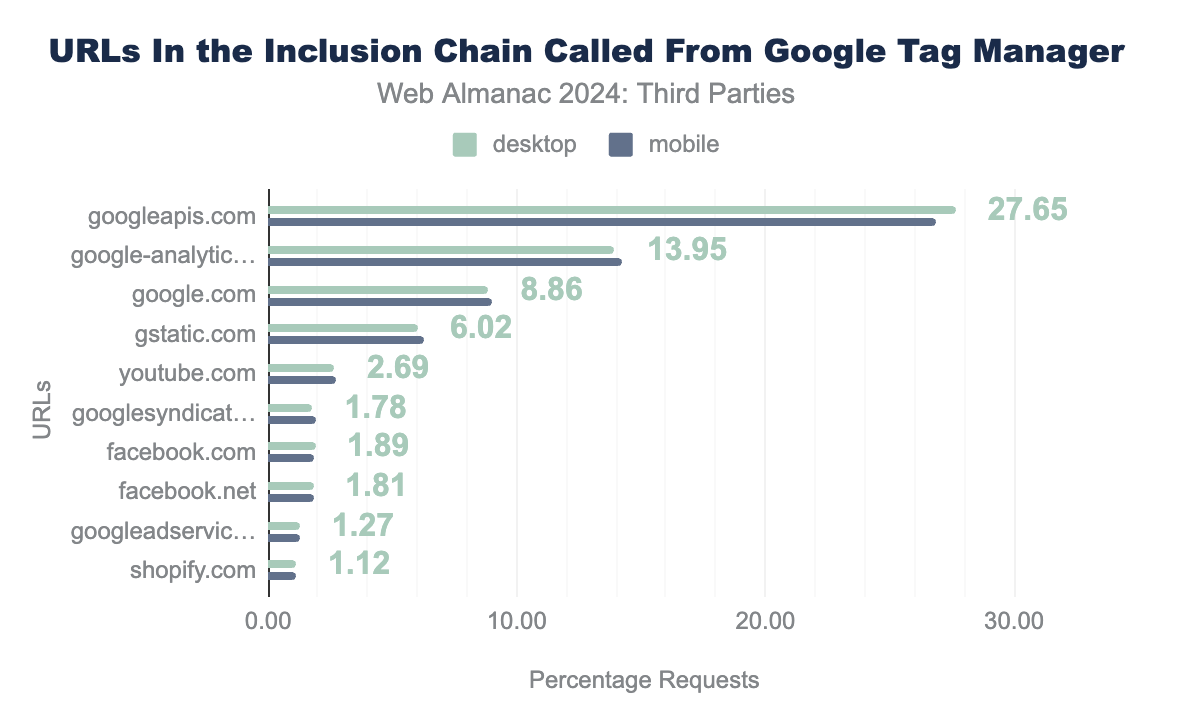 URLs In the Inclusion Chain Called From Google Tag Manager
Web Almanac 2024: Third Parties
desktop mobile
googleapis.com 27.65
google-analytic… 13.95
google.com 8.86
gstatic.com 6.02
youtube.com 2.69
googlesyndicat… 1.78
facebook.com 1.89
facebook.net 1.81
googleadservic… 1.27
shopify.com 1.12
URLs
0.00 10.00 20.00 30.00
Percentage Requests